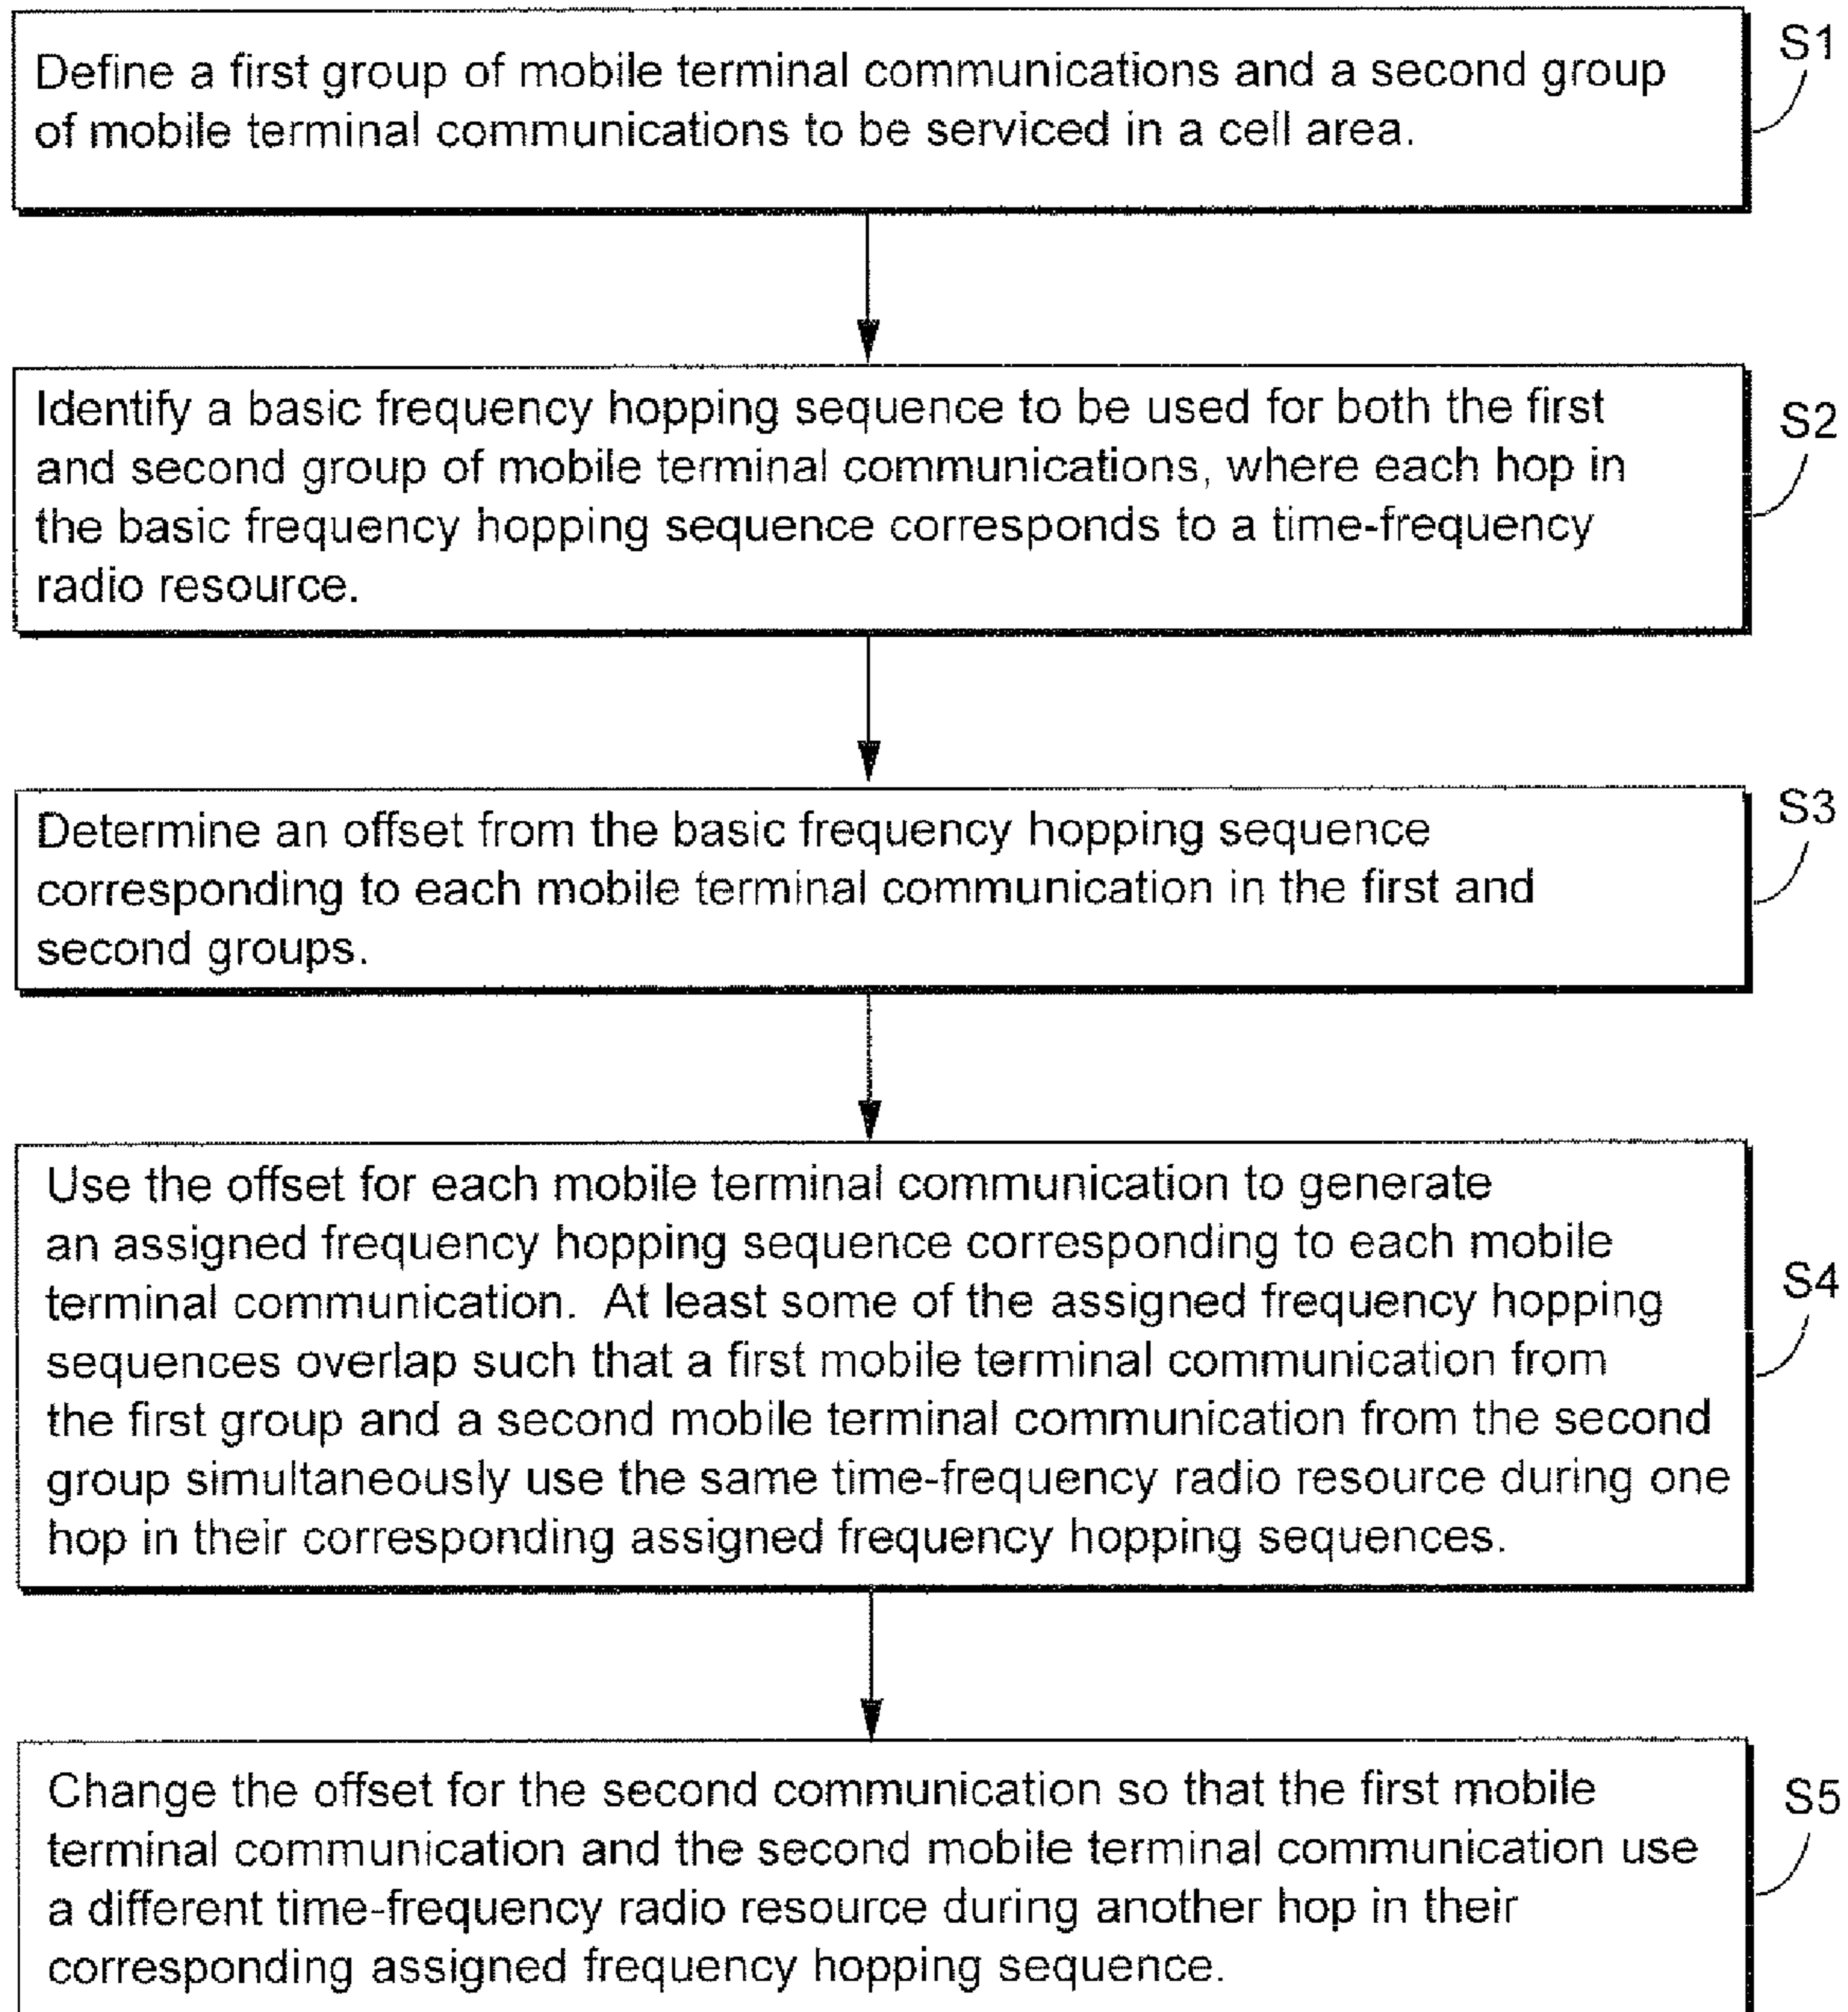 Define a first group of mobile terminal communications and a second group
of mobile terminal communications to be serviced in a cell area.
S1
Identify a basic frequency hopping sequence to be used for both the first
and second group of mobile terminal communications, where each hop in
the basic frequency hopping sequence corresponds to a time-frequency
radio resource.
S2
Determine an offset from the basic frequency hopping sequence
corresponding to each mobile terminal communication in the first and
second groups.
S3
Use the offset for each mobile terminal communication to generate
an assigned frequency hopping sequence corresponding to each mobile
terminal communication. At least some of the assigned frequency hopping
sequences overlap such that a first mobile terminal communication from
the first group and a second mobile terminal communication from the second
group simultaneously use the same time-frequency radio resource during one
hop in their corresponding assigned frequency hopping sequences.
S4
Change the offset for the second communication so that the first mobile
terminal communication and the second mobile terminal communication use
a different time-frequency radio resource during another hop in their
corresponding assigned frequency hopping sequence.
S5